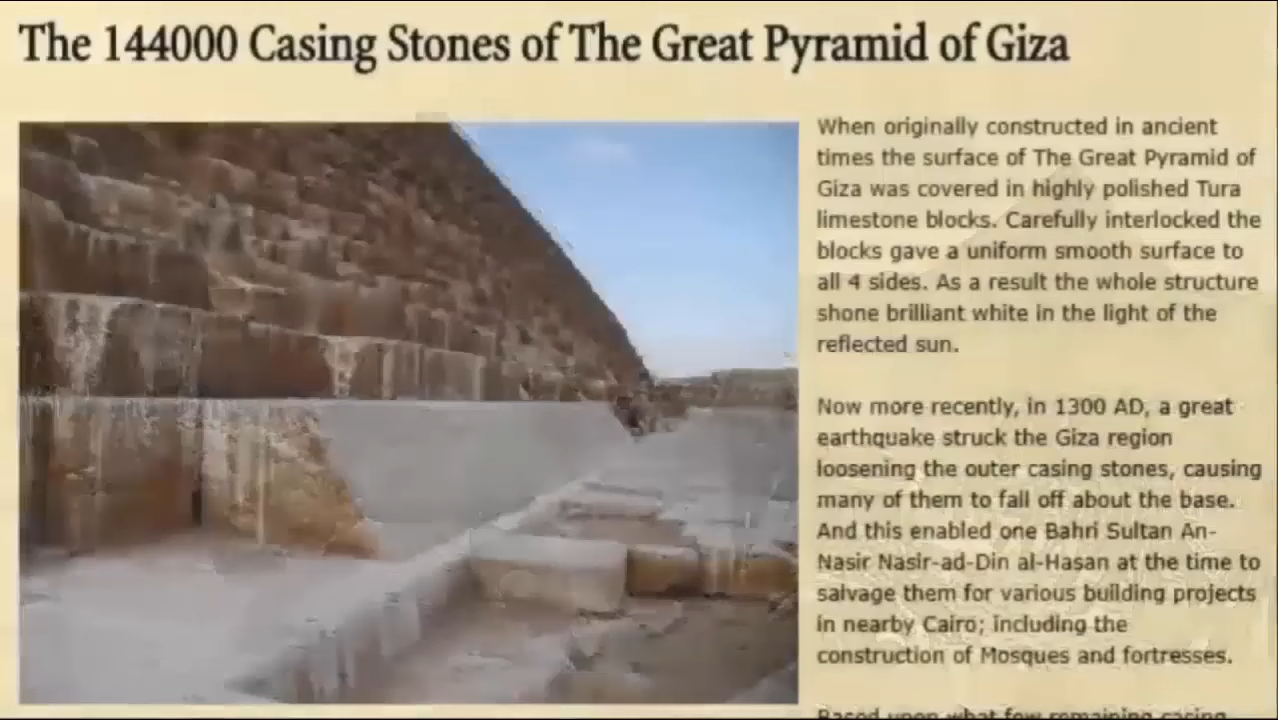 The 144000 Casing Stones of The Great Pyramid of Giza
When originally constructed in ancient
times the surface of The Great Pyramid of
Giza was covered in highly polished Tura
limestone blocks. Carefully interlocked the
blocks gave a uniform smooth surface to
all 4 sides. As a result the whole structure
shone brilliant white in the light of the
reflected sun.
Now more recently, in 1300 AD, a great
earthquake struck the Giza region
loosening the outer casing stones, causing
many of them to fall off about the base.
And this enabled one Bahri Sultan An-
Nasir Nasir-ad-Din al-Hasan at the time to
salvage them for various building projects
in nearby Cairo; including the
construction of Mosques and fortresses.
Based upon what few remaining casing